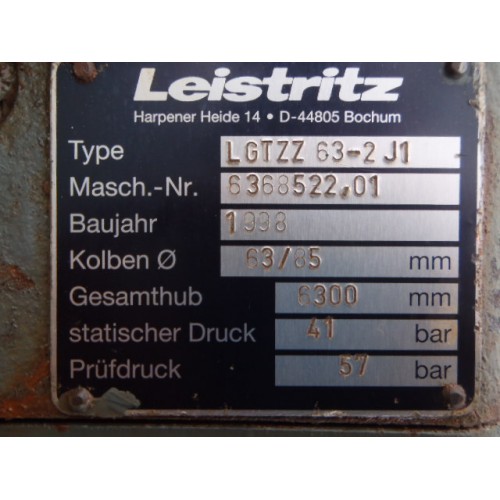 Leistritz
Harpener Heide 14 • D-44805 Bochum
Type LGTZZ 63-2 J1
Masch.-Nr. 6368522.01
Baujahr 1998
Kolben Ø 63/85 mm
Gesamthub 6300 mm
statischer Druck 41 bar
Prüfdruck 57 bar